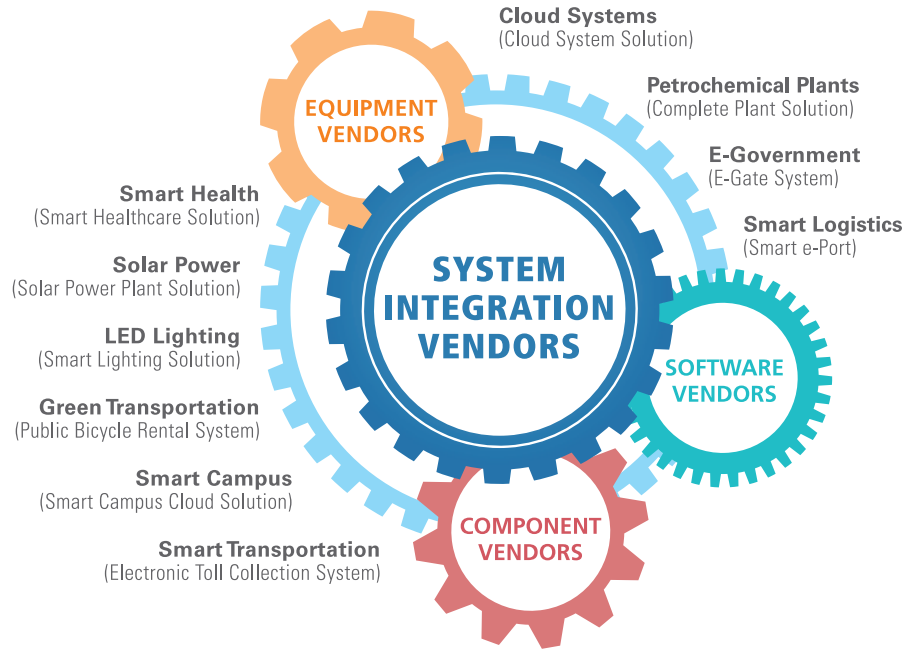 Cloud Systems
(Cloud System Solution)
Petrochemical Plants
(Complete Plant Solution)
E-Government
(E-Gate System)
Smart Logistics
(Smart e-Port)
EQUIPMENT
VENDORS
Smart Health
(Smart Healthcare Solution)
Solar Power
(Solar Power Plant Solution)
LED Lighting
(Smart Lighting Solution)
Green Transportation
(Public Bicycle Rental System)
Smart Campus
(Smart Campus Cloud Solution)
Smart Transportation
(Electronic Toll Collection System)
SYSTEM
INTEGRATION
VENDORS
SOFTWARE
VENDORS
COMPONENT
VENDORS